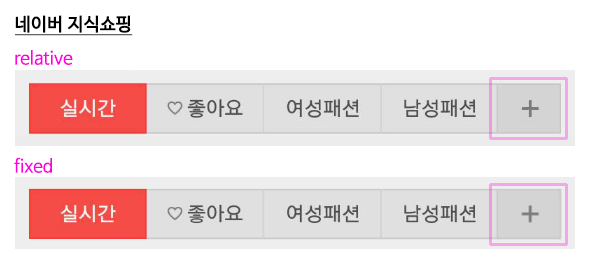 네이버 지식쇼핑
relative
실시간 ♡ 좋아요 여성패션 남성패션 +
fixed
실시간 ♡ 좋아요 여성패션 남성패션 +